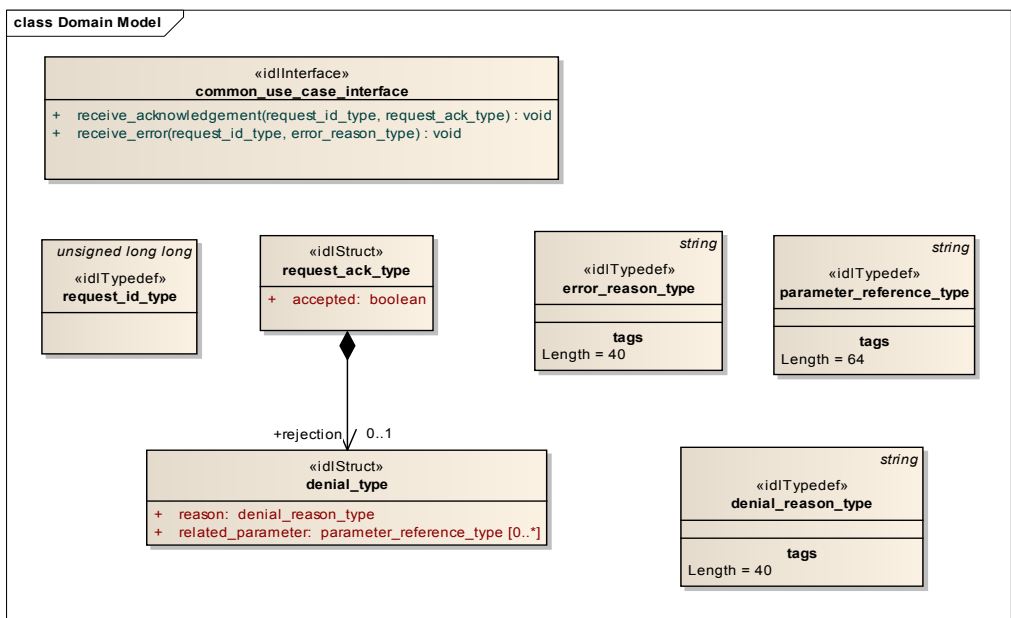 class Domain Model
«idlInterface»
common_use_case_interface
+ receive_acknowledgement(request_id_type, request_ack_type) : void
+ receive_error(request_id_type, error_reason_type) : void
unsigned long long
«idlTypedef»
request_id_type
«idlStruct»
request_ack_type
+ accepted: boolean
string
«idlTypedef»
error_reason_type
tags
Length = 40
string
«idlTypedef»
parameter_reference_type
tags
Length = 64
+rejection 0..1
«idlStruct»
denial_type
+ reason: denial_reason_type
+ related_parameter: parameter_reference_type [0..*]
string
«idlTypedef»
denial_reason_type
tags
Length = 40